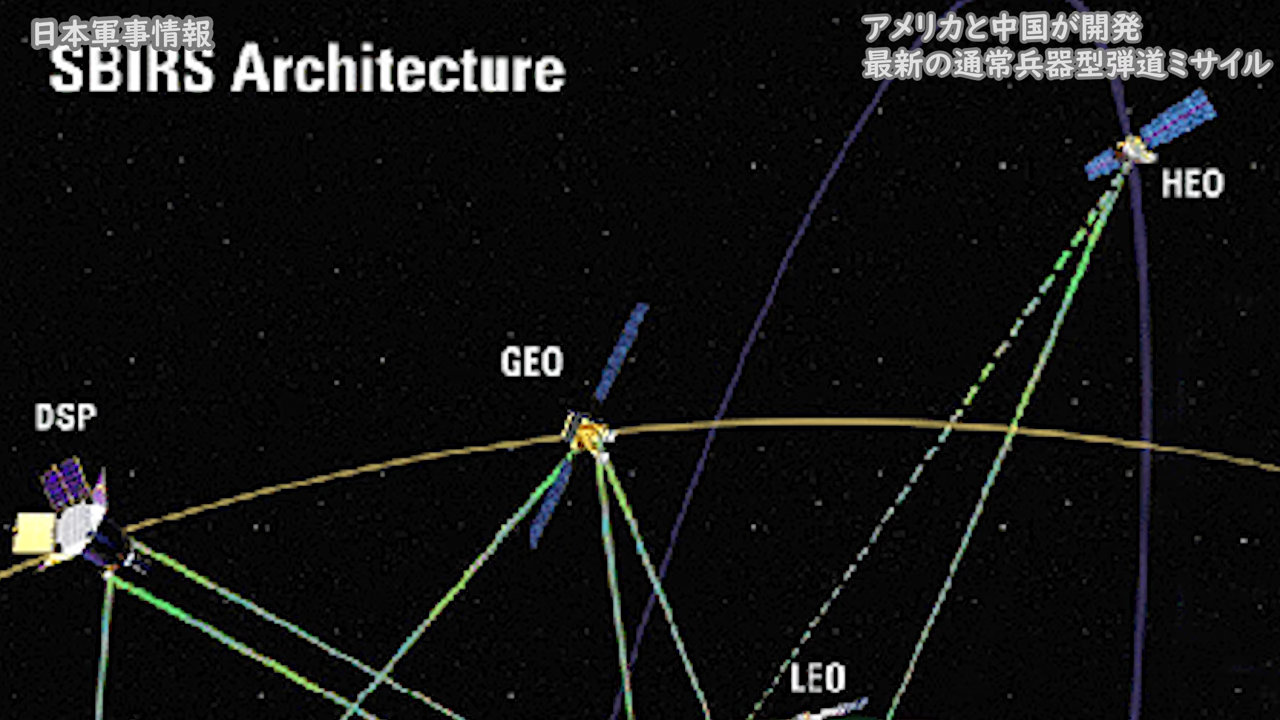 日本軍事情報
SBIRS Architecture
アメリカと中国が開発
最新の通常兵器型弾道ミサイル
HEO
GEO
DSP
LEO